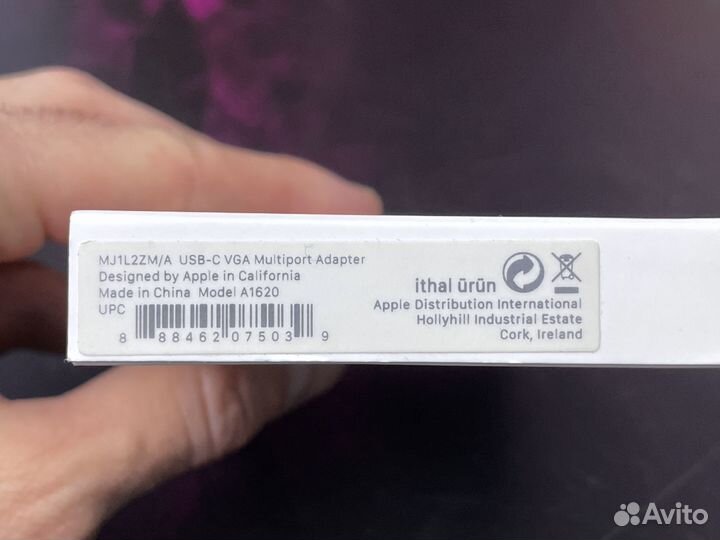 MJ1L2ZM/A USB-C VGA Multiport Adapter
Designed by Apple in California
Made in China Model A1620
UPC
8 88462 07503 9
ithal ürün
Apple Distribution International
Hollyhill Industrial Estate
Cork, Ireland
Avito